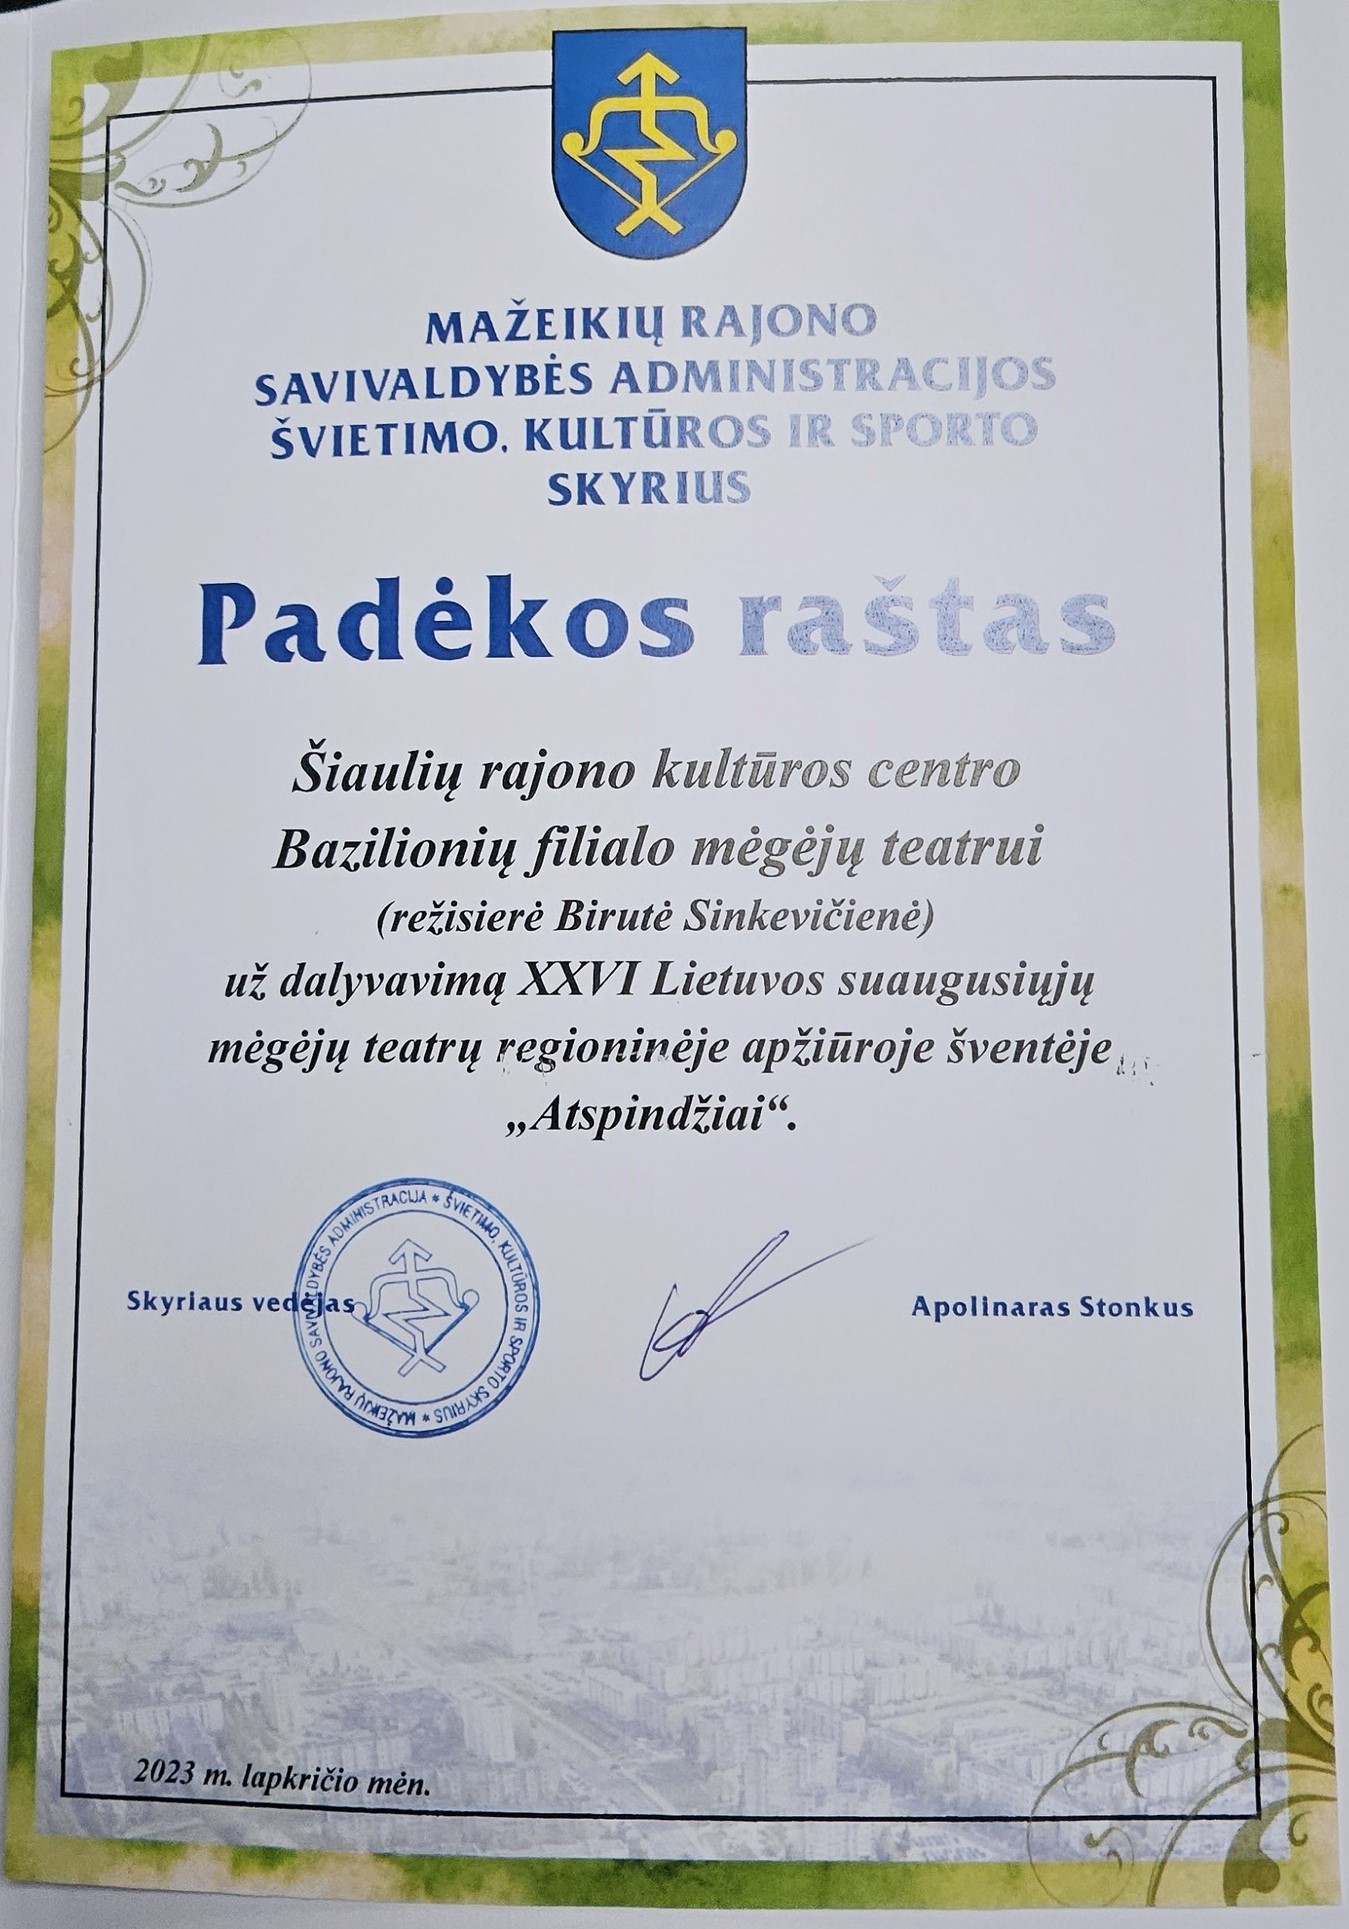 MAŽEIKIŲ RAJONO
SAVIVALDYBĖS ADMINISTRACIJOS
ŠVIETIMO, KULTŪROS IR SPORTO
SKYRIUS
Padėkos raštas
Šiaulių rajono kultūros centro
Bazilionių filialo mėgėjų teatrui
(režisierė Birutė Sinkevičienė)
už dalyvavimą XXVI Lietuvos suaugusiųjų
mėgėjų teatrų regioninėje apžiūroje šventėje
„Atspindžiai“.
MAŽEIKIŲ RAJONO SAVIVALDYBĖS ADMINISTRACIJA * ŠVIETIMO, KULTŪROS IR SPORTO SKYRIUS *
Skyriaus vedėjas
Apolinaras Stonkus
2023 m. lapkričio mėn.